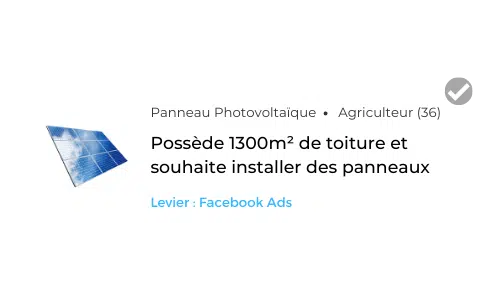 Panneau Photovoltaïque • Agriculteur (36)
Possède 1300m² de toiture et
souhaite installer des panneaux
Levier : Facebook Ads